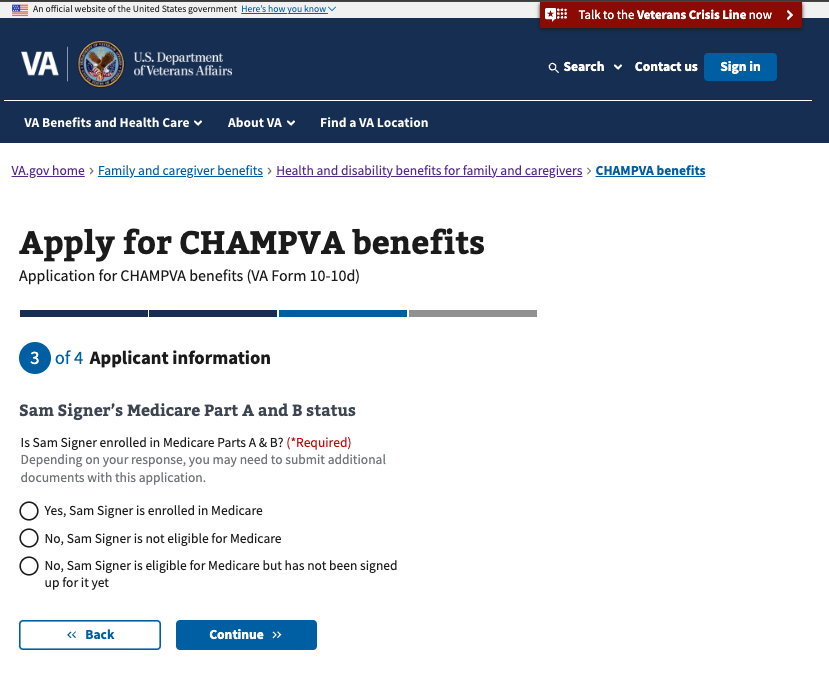 An official website of the United States government Here's how you know
Talk to the Veterans Crisis Line now
VA
U.S. Department
of Veterans Affairs
Search
Contact us
Sign in
VA Benefits and Health Care
About VA
Find a VA Location
VA.gov home › Family and caregiver benefits › Health and disability benefits for family and caregivers › CHAMPVA benefits
Apply for CHAMPVA benefits
Application for CHAMPVA benefits (VA Form 10-10d)
3 of 4 Applicant information
Sam Signer’s Medicare Part A and B status
Is Sam Signer enrolled in Medicare Parts A & B? (*Required)
Depending on your response, you may need to submit additional
documents with this application.
Yes, Sam Signer is enrolled in Medicare
No, Sam Signer is not eligible for Medicare
No, Sam Signer is eligible for Medicare but has not been signed
up for it yet
« Back
Continue »